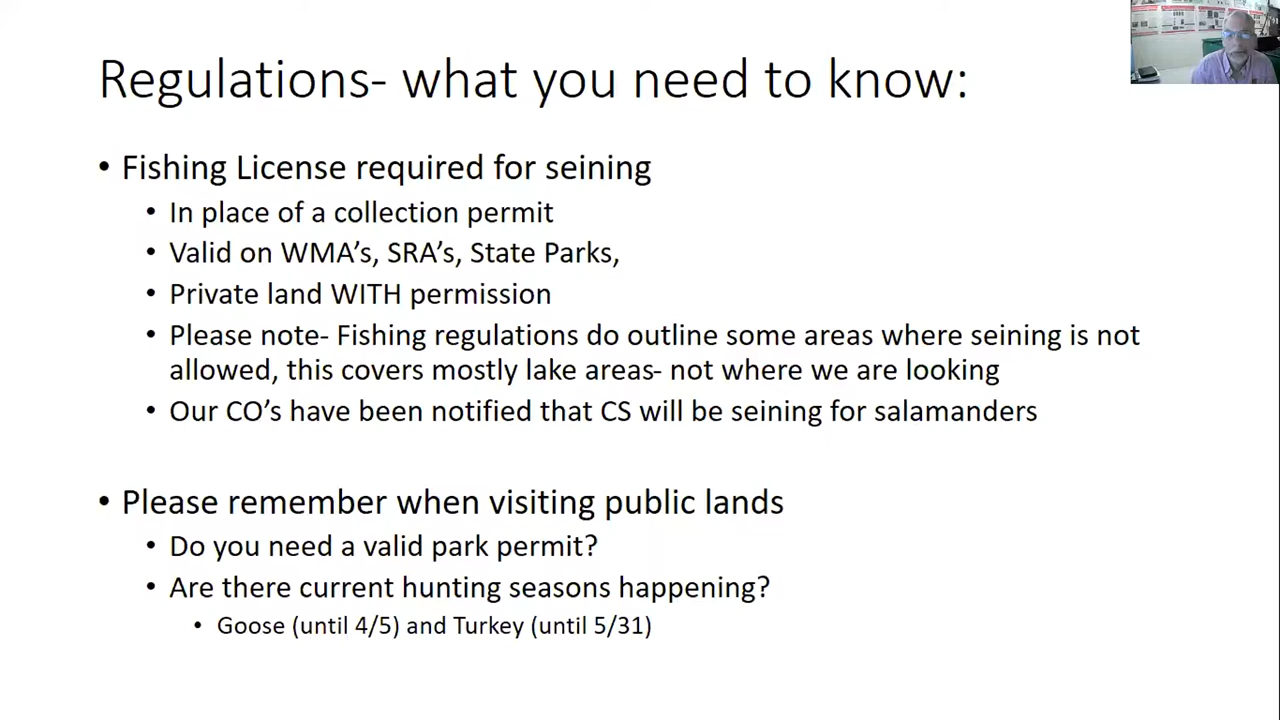 Regulations- what you need to know:
• Fishing License required for seining
• In place of a collection permit
• Valid on WMA’s, SRA’s, State Parks,
• Private land WITH permission
• Please note- Fishing regulations do outline some areas where seining is not
allowed, this covers mostly lake areas- not where we are looking
• Our CO’s have been notified that CS will be seining for salamanders
• Please remember when visiting public lands
• Do you need a valid park permit?
• Are there current hunting seasons happening?
• Goose (until 4/5) and Turkey (until 5/31)